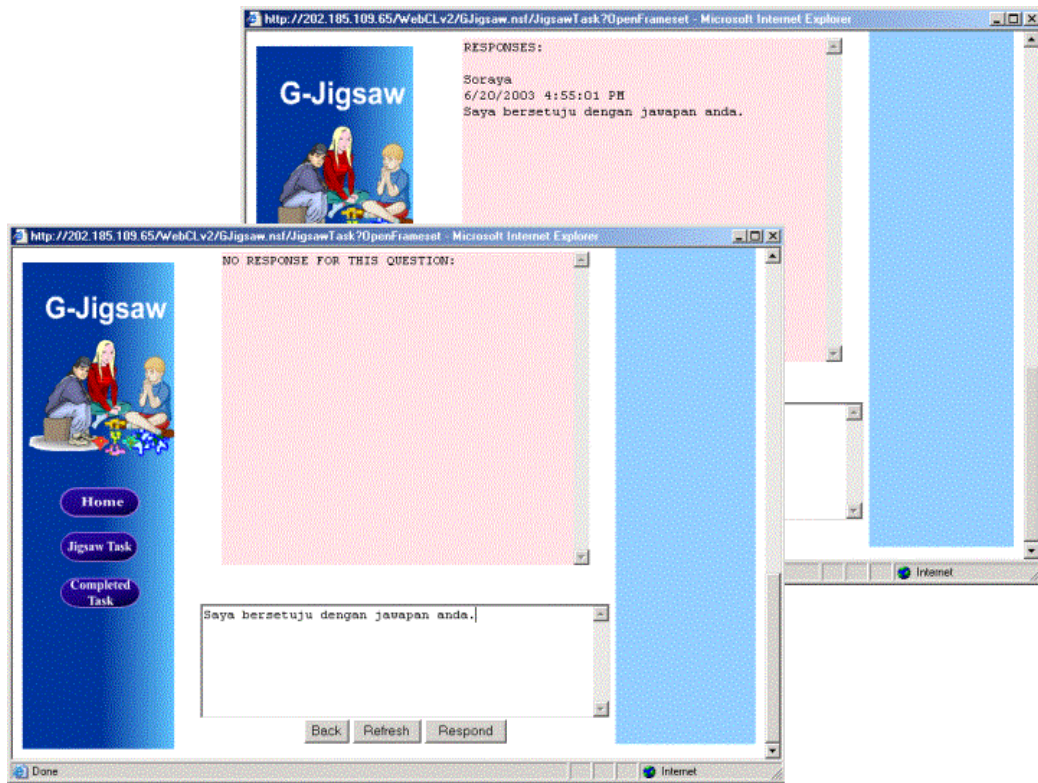 http://202.185.109.65/WebCLv2/GJigsaw.nsf/JigsawTask?OpenFrameset - Microsoft Internet Explorer
G-Jigsaw
RESPONSES:
Soraya
6/20/2003 4:55:01 PM
Saya bersetuju dengan jawapan anda.
Internet
http://202.185.109.65/WebCLv2/GJigsaw.nsf/JigsawTask?OpenFrameset - Microsoft Internet Explorer
G-Jigsaw
Home
Jigsaw Task
Completed
Task
NO RESPONSE FOR THIS QUESTION:
Saya bersetuju dengan jawapan anda.
Back Refresh Respond
Done
Internet